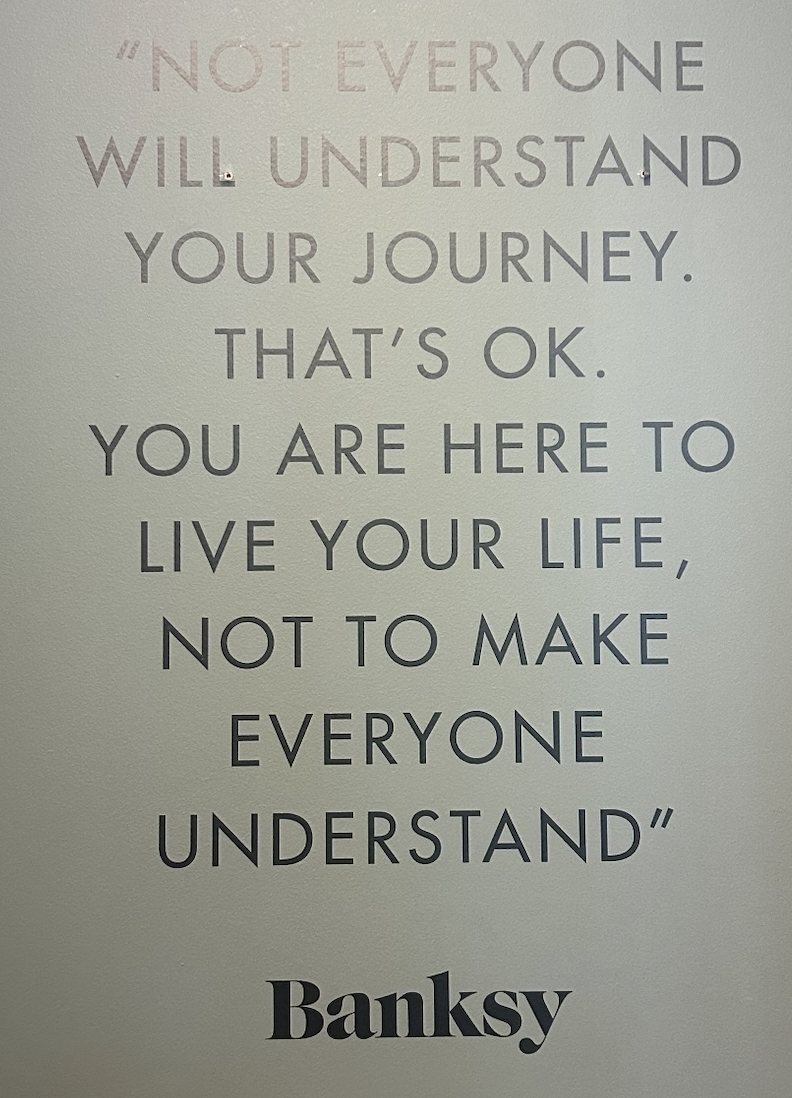 “NOT EVERYONE
WILL UNDERSTAND
YOUR JOURNEY.
THAT’S OK.
YOU ARE HERE TO
LIVE YOUR LIFE,
NOT TO MAKE
EVERYONE
UNDERSTAND”
Banksy